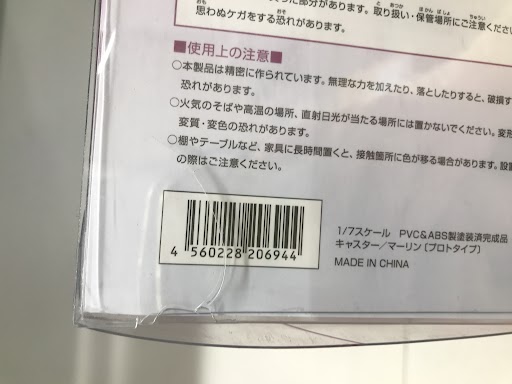 部分があります。取り扱い・保管場所にご注意くださ
思わぬケガをする恐れがあります。
■使用上の注意■
○本製品は精密に作られています。無理な力を加えたり、落としたりすると、破損す
恐れがあります。
○火気のそばや高温の場所、直射日光が当たる場所には置かないでください。変形
変質・変色の恐れがあります。
○棚やテーブルなど、家具に長時間置くと、接触箇所に色が移る場合があります。設置
の際はご注意ください。
4 560228 206944
1/7スケール PVC&ABS製塗装済完成品
キャスター/マーリン〔プロトタイプ〕
MADE IN CHINA